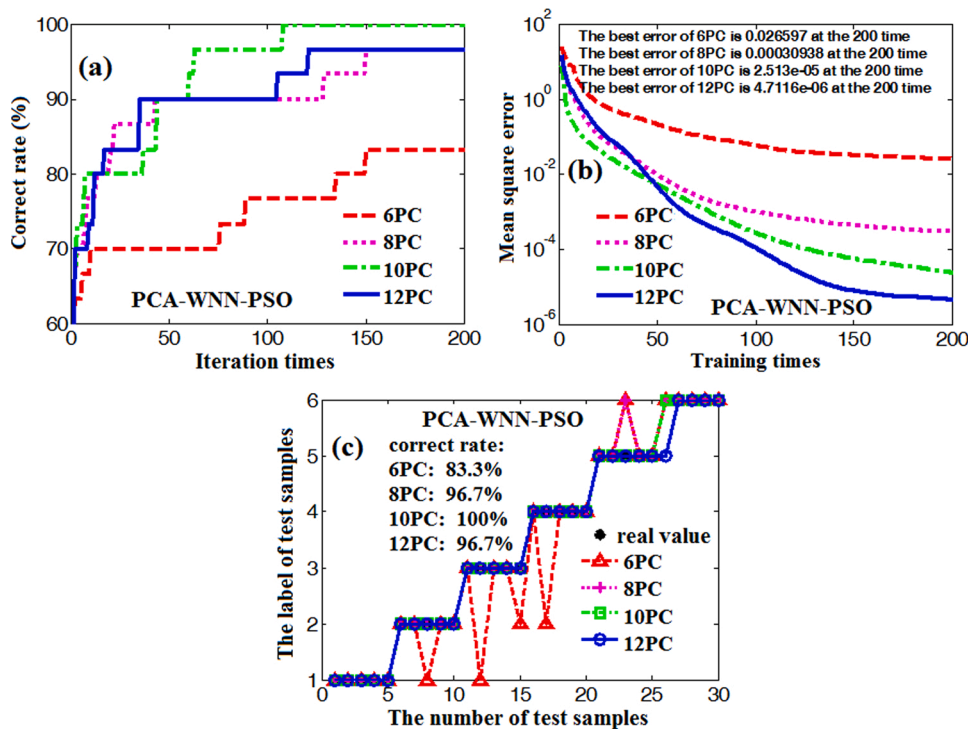 (a)
100
90
80
70
60
Correct rate (%)
6PC
8PC
10PC
12PC
PCA-WNN-PSO
0
50
100
150
200
Iteration times
The best error of 6PC is 0.026597 at the 200 time
The best error of 8PC is 0.00030938 at the 200 time
The best error of 10PC is 2.513e-05 at the 200 time
The best error of 12PC is 4.7116e-06 at the 200 time
10^2
10^0
10^-2
10^-4
10^-6
Mean square error
(b)
6PC
8PC
10PC
12PC
PCA-WNN-PSO
0
50
100
150
200
Training times
PCA-WNN-PSO
(c)
correct rate:
6PC: 83.3%
8PC: 96.7%
10PC: 100%
12PC: 96.7%
6
5
4
3
2
1
The label of test samples
real value
6PC
8PC
10PC
12PC
0
5
10
15
20
25
30
The number of test samples